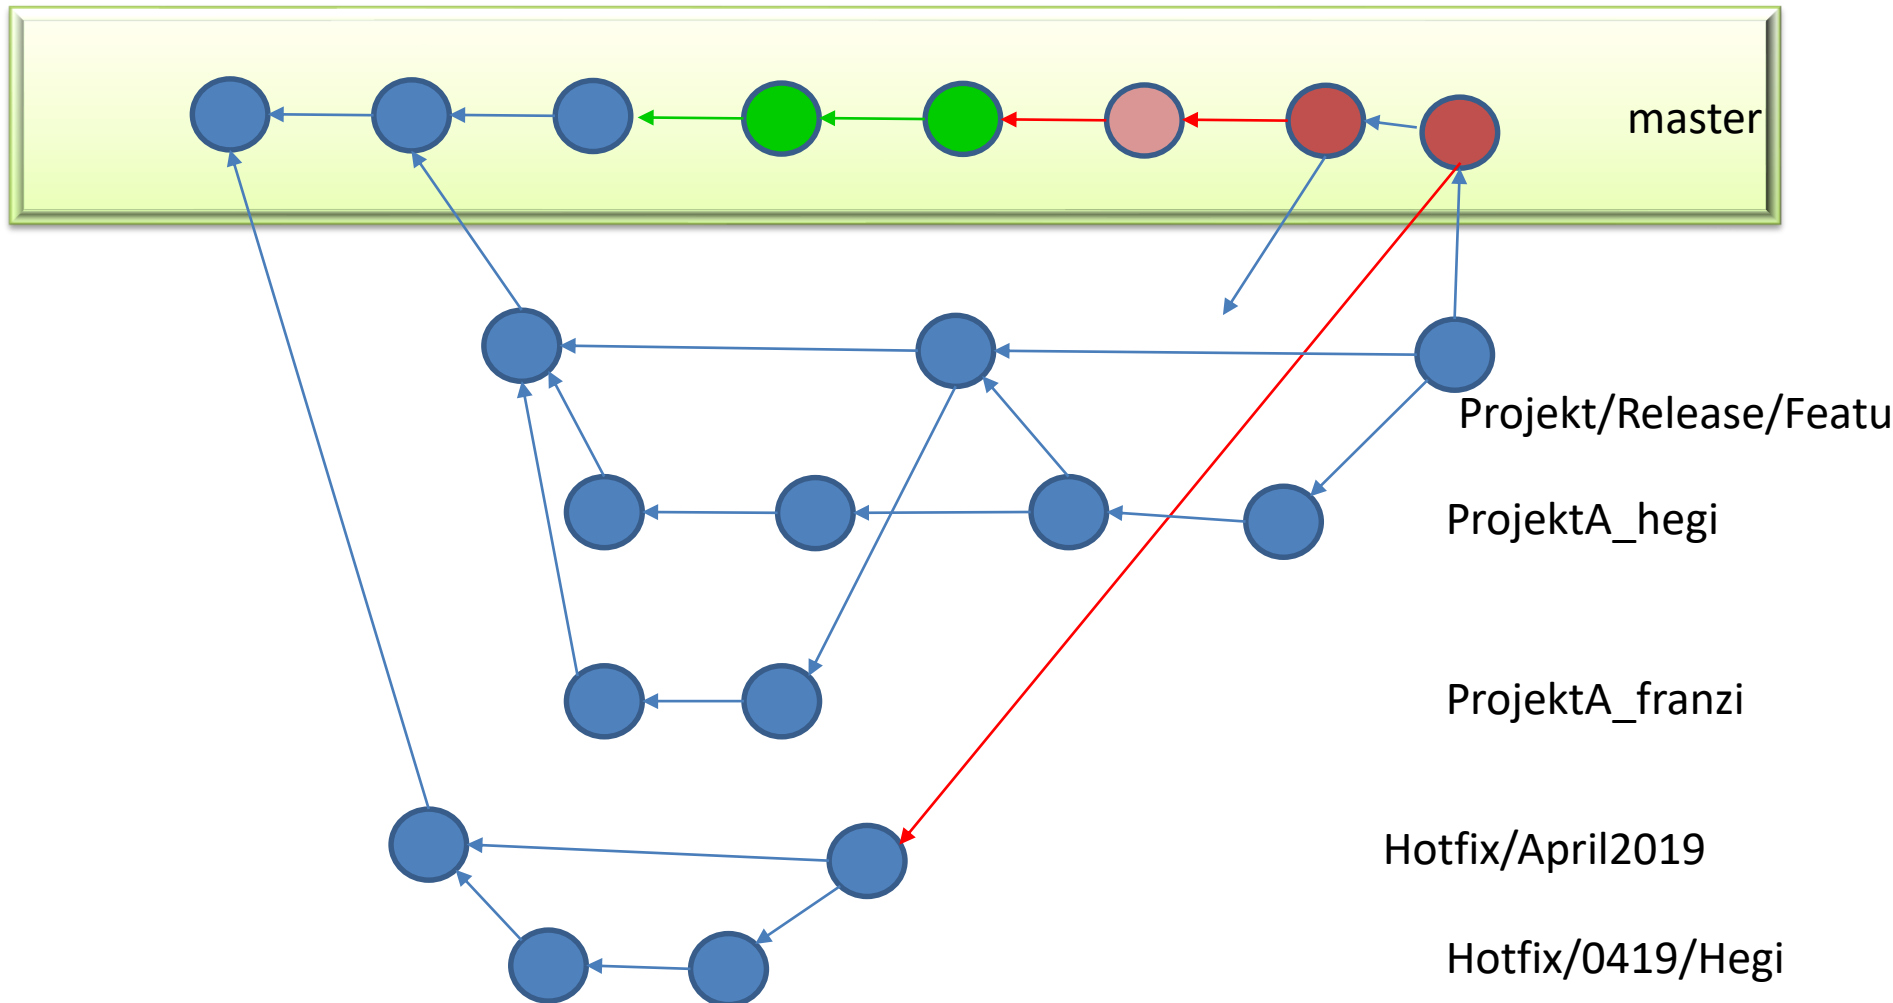 master
Projekt/Release/Featu
ProjektA_hegi
ProjektA_franzi
Hotfix/April2019
Hotfix/0419/Hegi